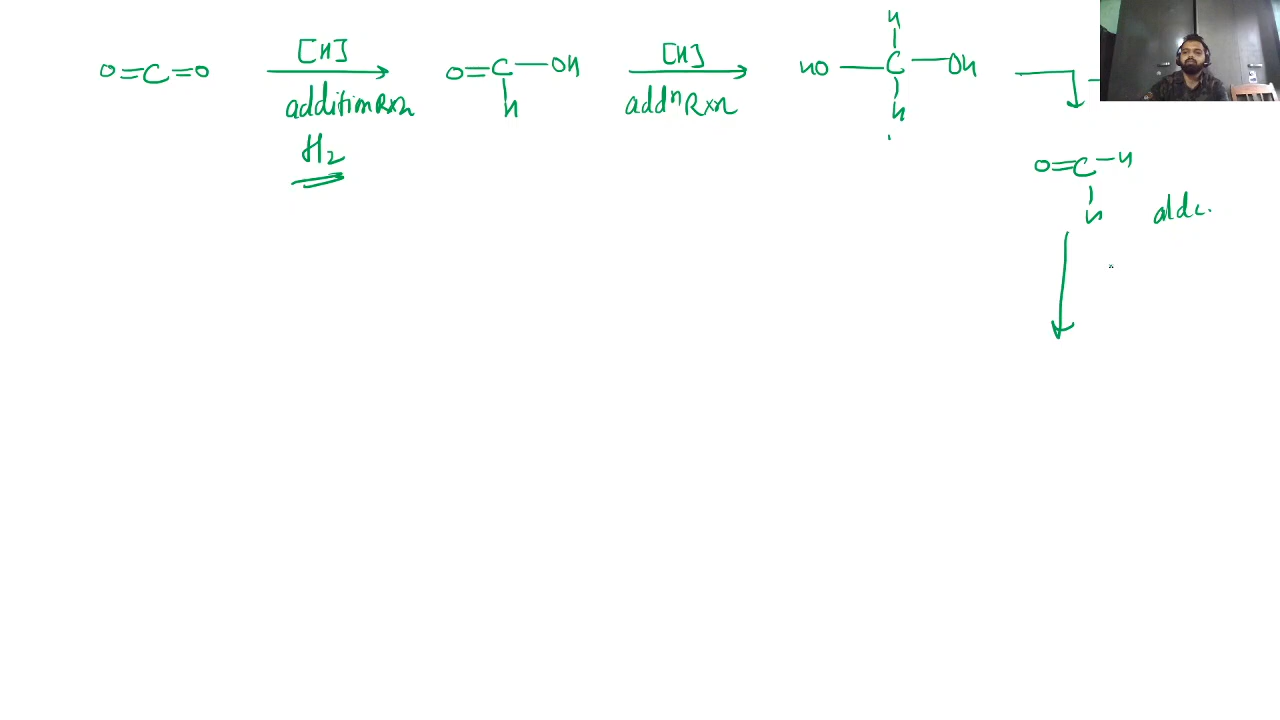 [H] [H] H
O=C=O O=C—OH HO—C—OH
addition Rxn H addⁿ Rxn H
H₂
O=C—H
H alde.